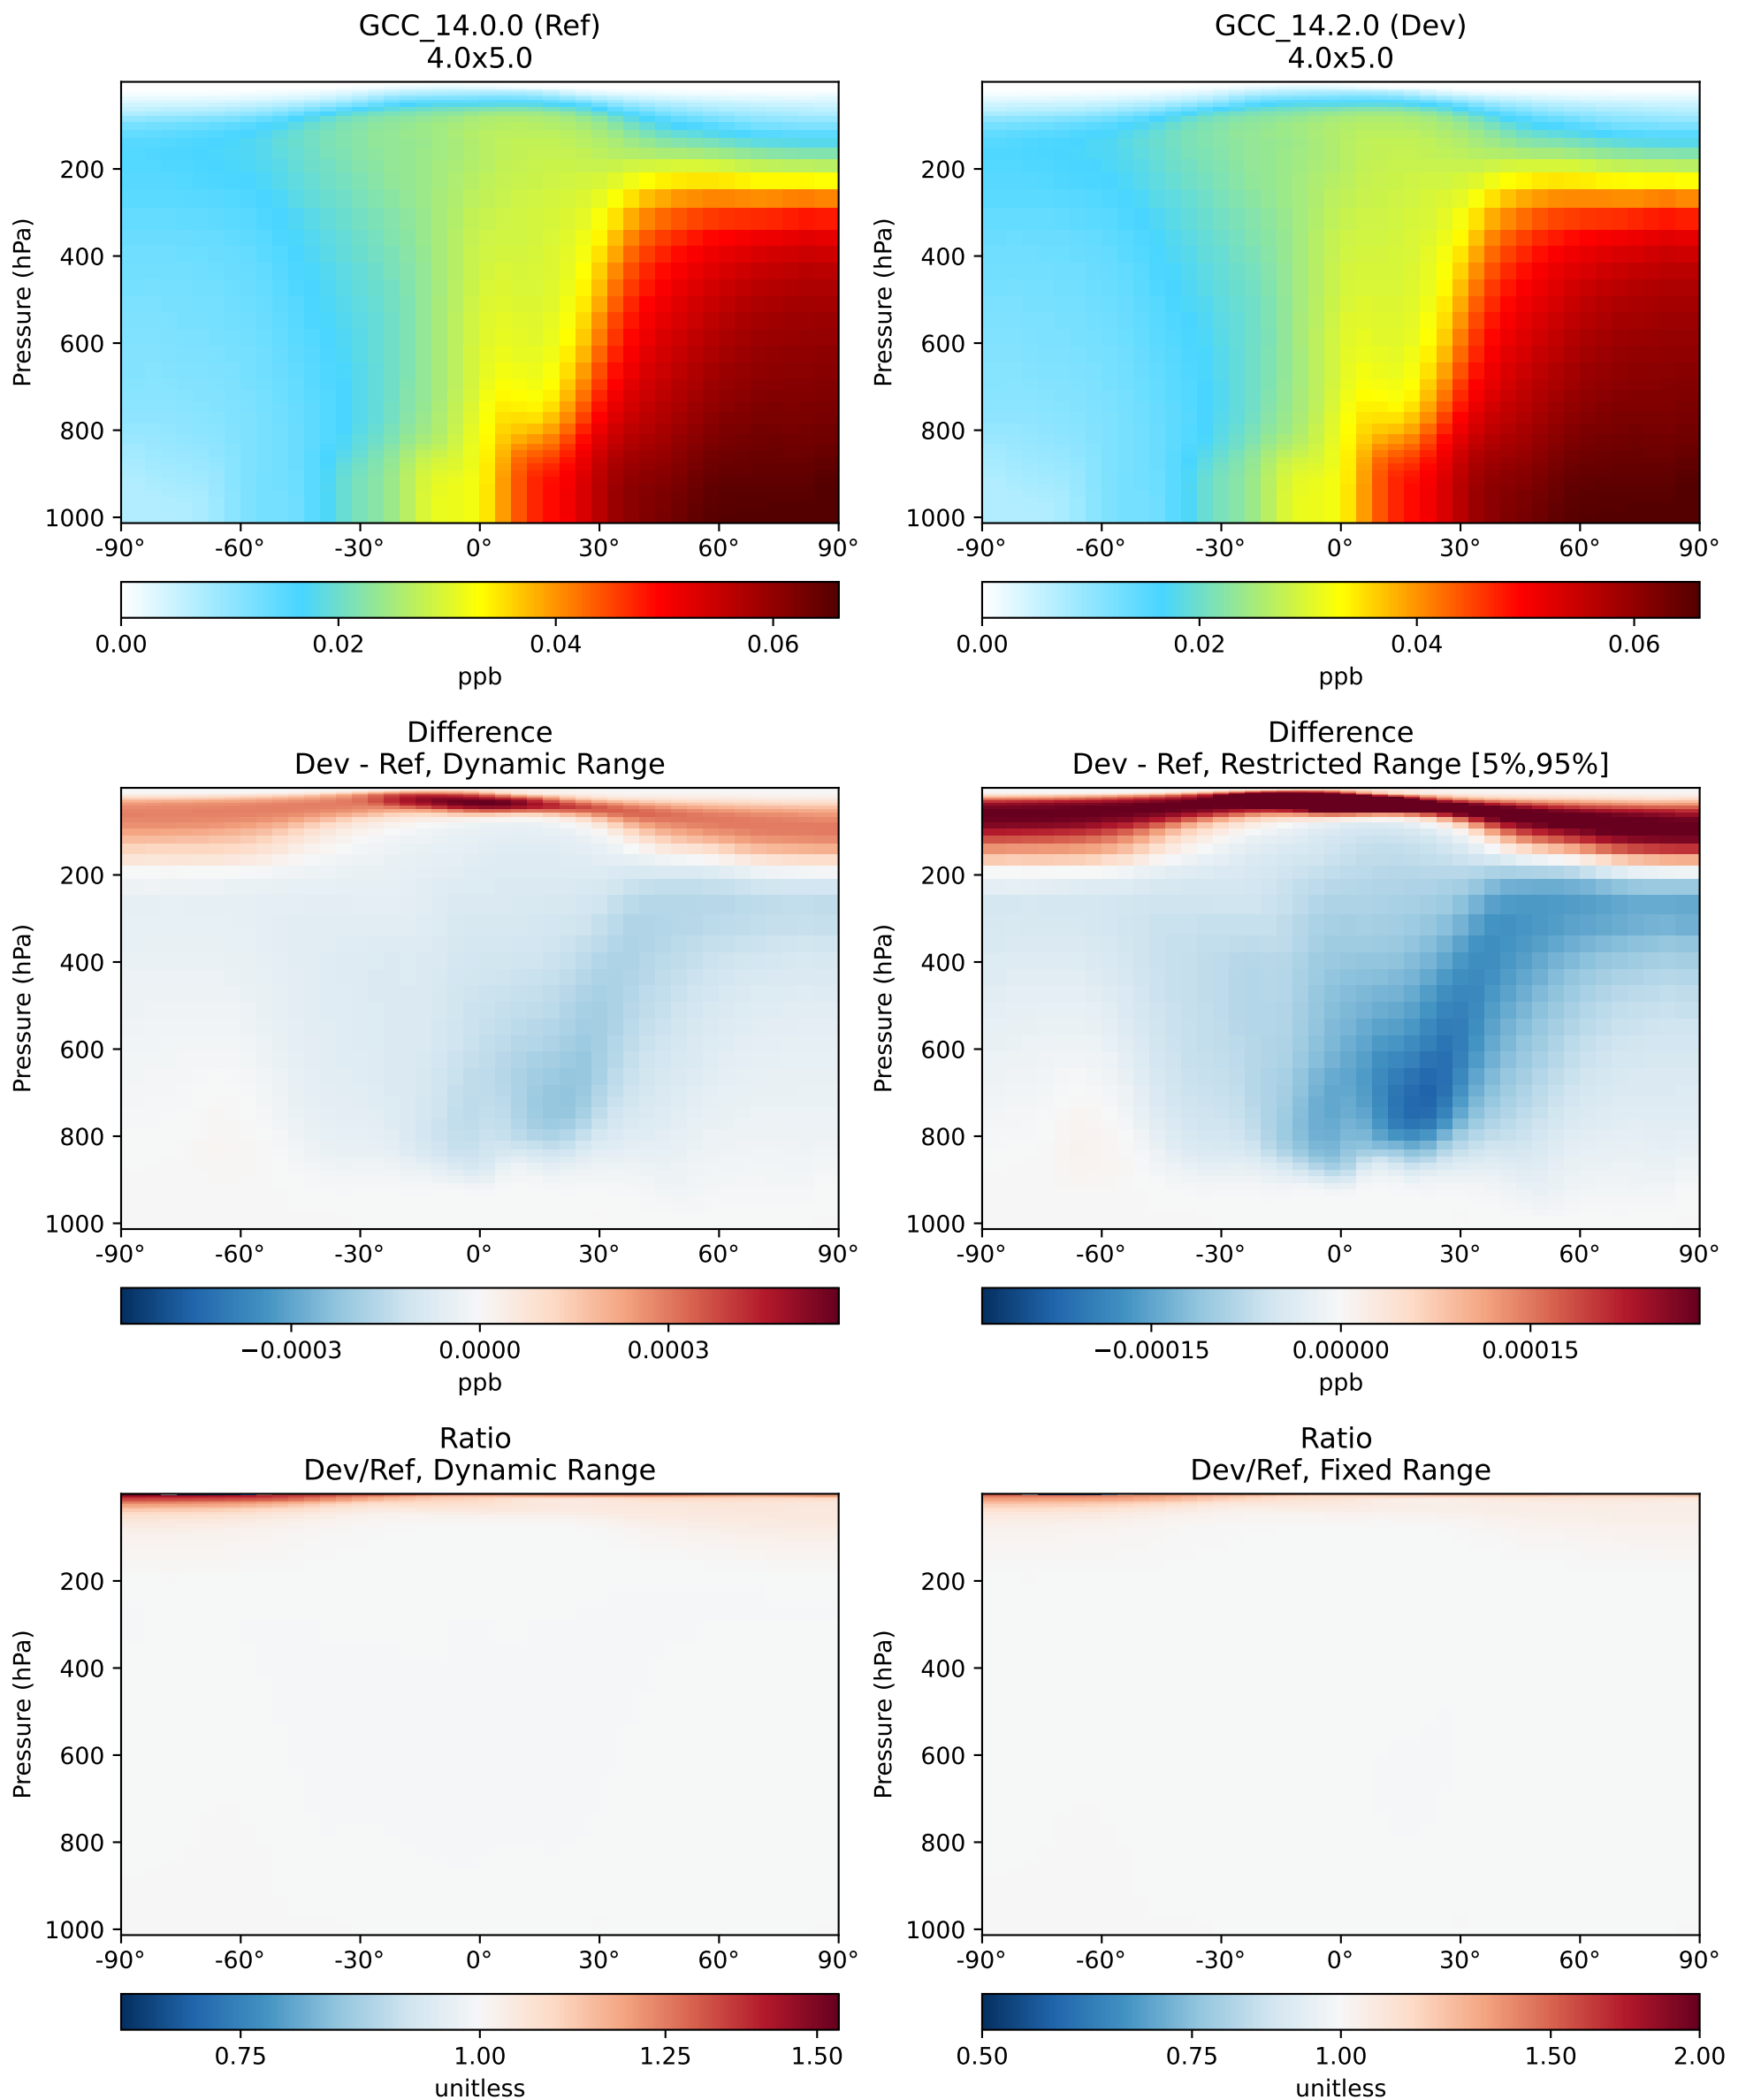 GCC_14.0.0 (Ref)
4.0x5.0
GCC_14.2.0 (Dev)
4.0x5.0
Pressure (hPa)
200
400
600
800
1000
-90° -60° -30° 0° 30° 60° 90°
0.00 0.02 0.04 0.06
ppb
Pressure (hPa)
200
400
600
800
1000
-90° -60° -30° 0° 30° 60° 90°
0.00 0.02 0.04 0.06
ppb
Difference
Dev - Ref, Dynamic Range
Pressure (hPa)
200
400
600
800
1000
-90° -60° -30° 0° 30° 60° 90°
−0.0003 0.0000 0.0003
ppb
Difference
Dev - Ref, Restricted Range [5%,95%]
Pressure (hPa)
200
400
600
800
1000
-90° -60° -30° 0° 30° 60° 90°
−0.00015 0.00000 0.00015
ppb
Ratio
Dev/Ref, Dynamic Range
Pressure (hPa)
200
400
600
800
1000
-90° -60° -30° 0° 30° 60° 90°
0.75 1.00 1.25 1.50
unitless
Ratio
Dev/Ref, Fixed Range
Pressure (hPa)
200
400
600
800
1000
-90° -60° -30° 0° 30° 60° 90°
0.50 0.75 1.00 1.50 2.00
unitless